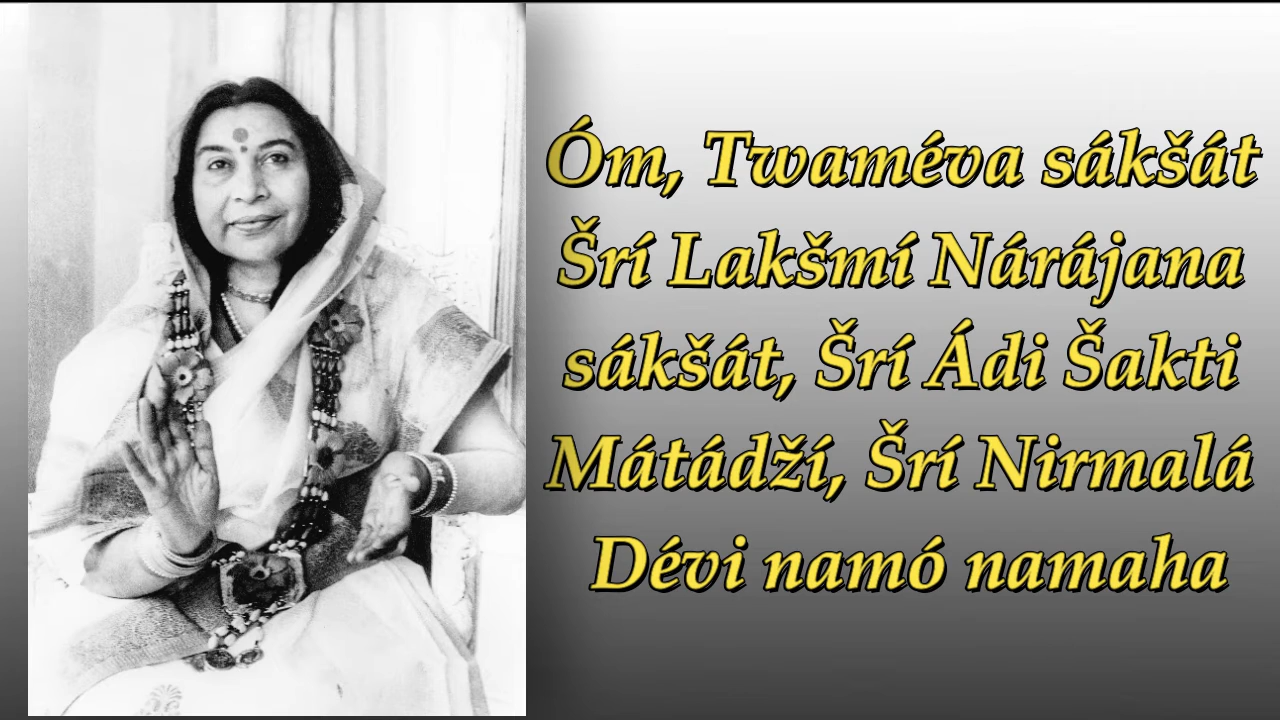 Óm, Twaméva sákšát
Šrí Lakšmí Nárájana
sákšát, Šrí Ádi Šakti
Mátádží, Šrí Nirmalá
Dévi namó namaha